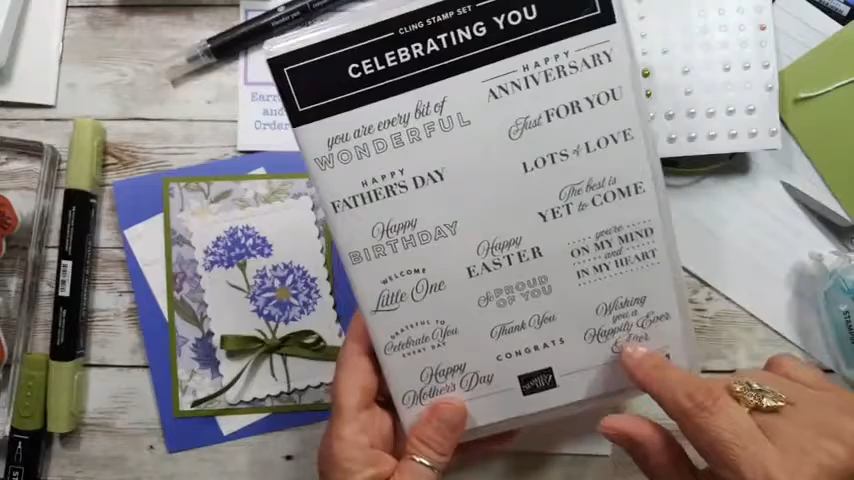 CLING STAMP SET
CELEBRATING YOU
you are every bit of
WONDERFUL
HAPPY
ANNIVERSARY
Just FOR YOU
HAPPY
FATHER'S DAY
LOTS of LOVE
Happy
BIRTHDAY
The best is
YET to COME
WELCOME
Little One
Happy
EASTER
you're
ON MY MIND
and
IN MY HEART
SO PROUD
OF YOU
GRATEFUL TO
Celebrate You
EVERY DAY
Thank You
Wishing
you a
Happily Ever
Happy
Mother's Day
CONGRATS